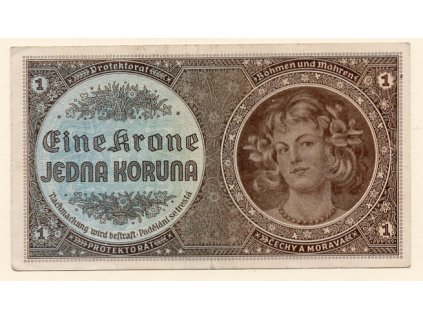 1 Protektorat Böhmen und Mähren 1
Eine Krone
JEDNA KORUNA
Nachmachung wird bestraft · Padělání se trestá
1 PROTEKTORÁT ČECHY A MORAVA 1